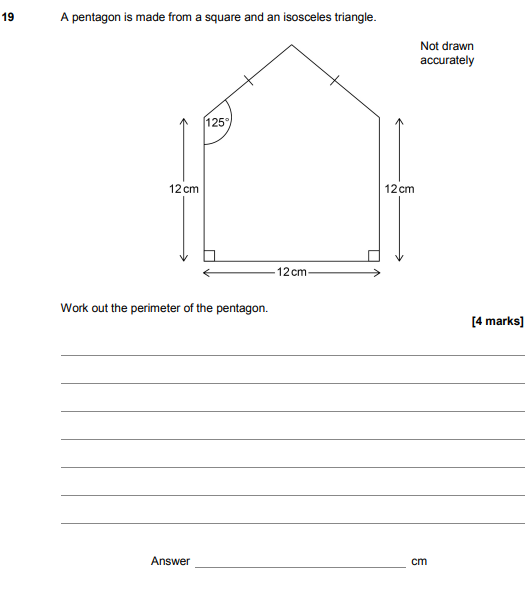 19 A pentagon is made from a square and an isosceles triangle.
Not drawn
accurately
125°
12 cm
12 cm
12 cm
Work out the perimeter of the pentagon.
[4 marks]
Answer
cm